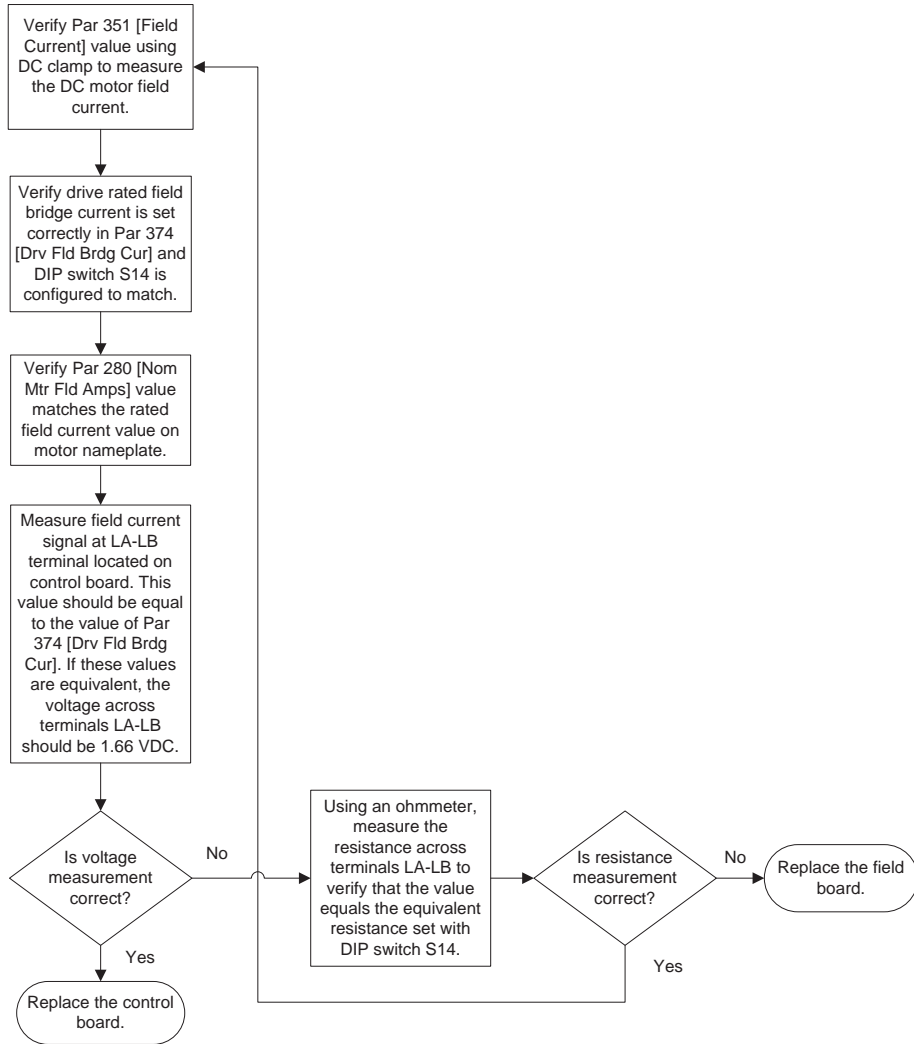 Verify Par 351 [Field
Current] value using
DC clamp to measure
the DC motor field
current.
Verify drive rated field
bridge current is set
correctly in Par 374
[Drv Fld Brdg Cur] and
DIP switch S14 is
configured to match.
Verify Par 280 [Nom
Mtr Fld Amps] value
matches the rated
field current value on
motor nameplate.
Measure field current
signal at LA-LB
terminal located on
control board. This
value should be equal
to the value of Par
374 [Drv Fld Brdg
Cur]. If these values
are equivalent, the
voltage across
terminals LA-LB
should be 1.66 VDC.
Is voltage
measurement
correct?
No
Yes
Replace the control
board.
Using an ohmmeter,
measure the
resistance across
terminals LA-LB to
verify that the value
equals the equivalent
resistance set with
DIP switch S14.
Is resistance
measurement
correct?
No
Yes
Replace the field
board.